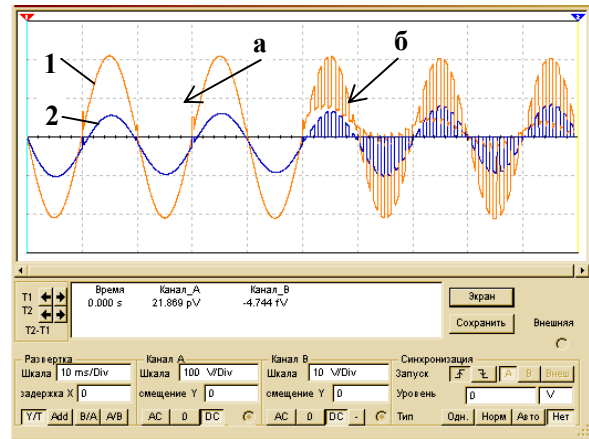 1 2
1
а
б
2
Время Канал_А Канал_В
T1
0.000 s 21.869 pV -4.744 fV
T2
T2-T1
Экран
Сохранить
Внешняя
Развертка
Шкала 10 ms/Div
задержка X 0
Y/T Add B/A A/B
Канал A
Шкала 100 V/Div
смещение Y 0
AC 0 DC
Канал B
Шкала 10 V/Div
смещение Y 0
AC 0 DC -
Синхронизация
Запуск A B Внеш
Уровень 0 V
Тип Одн. Норм Авто Нет